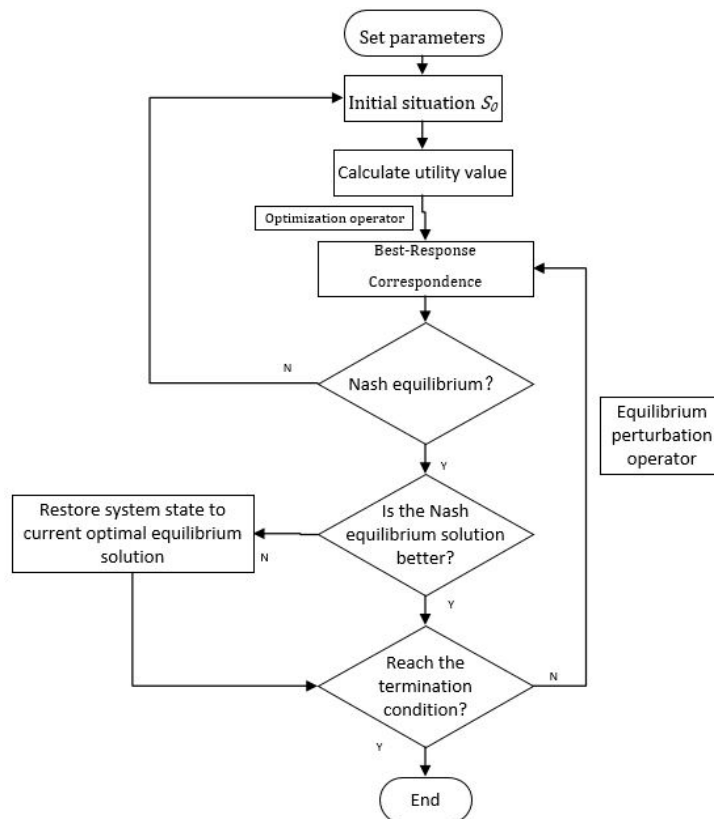 Set parameters
Initial situation S₀
Calculate utility value
Optimization operator
Best-Response
Correspondence
N
Nash equilibrium？
Equilibrium
perturbation
operator
Y
Restore system state to
current optimal equilibrium
solution
Is the Nash
equilibrium solution
better?
N
Y
Reach the
termination
condition?
N
Y
End